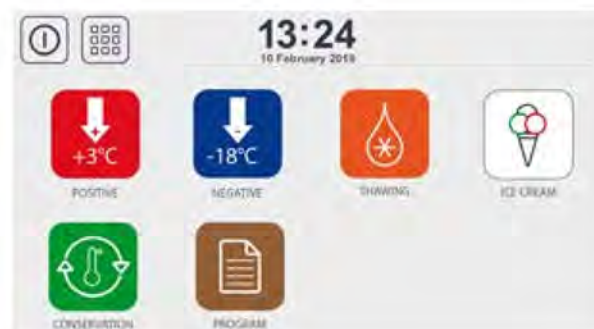 13:24
10 February 2019
+
+3°C
-
-18°C
POSITIVE
NEGATIVE
THAWING
ICE CREAM
CONSERVATION
PROGRAM